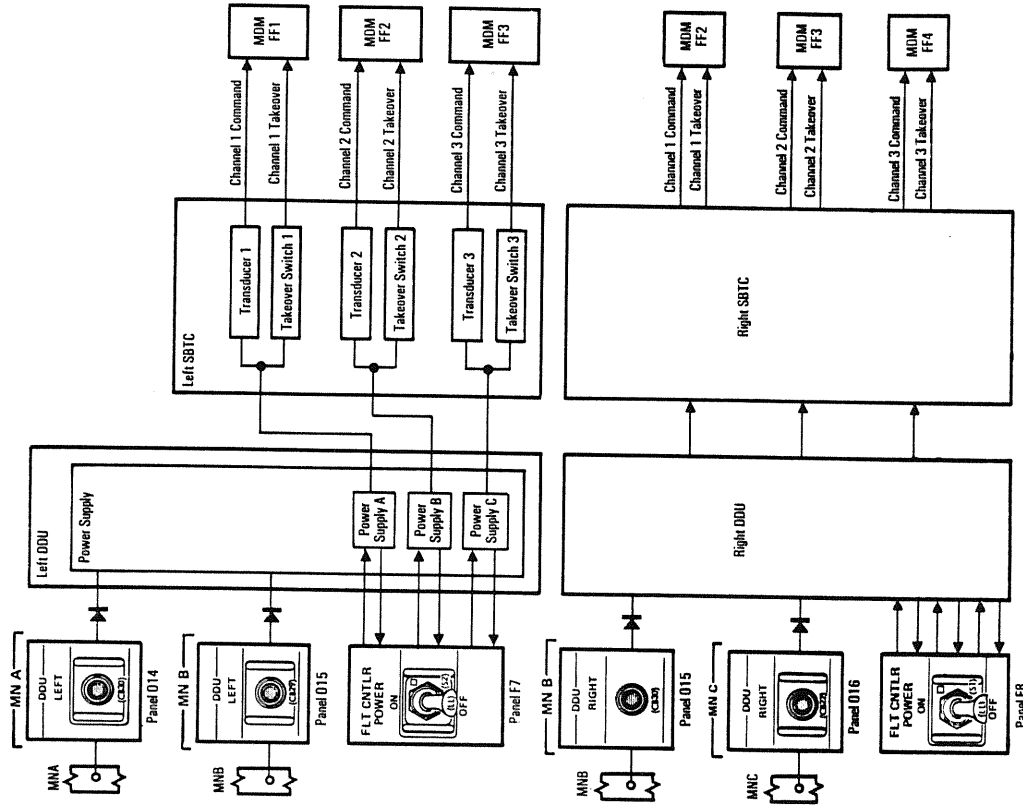 MNA
MN A
DDU
LEFT
Panel O14
MNB
MN B
DDU
LEFT
Panel O15
FLT CNTLR
POWER
ON
OFF
Panel F7
Left DDU
Power Supply
Power
Supply A
Power
Supply B
Power
Supply C
Left SBTC
Transducer 1
Takeover Switch 1
Transducer 2
Takeover Switch 2
Transducer 3
Takeover Switch 3
Channel 1 Command
Channel 1 Takeover
Channel 2 Command
Channel 2 Takeover
Channel 3 Command
Channel 3 Takeover
MDM
FF1
MDM
FF2
MDM
FF3
MNB
MN B
DDU
RIGHT
Panel O15
MNC
MN C
DDU
RIGHT
Panel O16
FLT CNTLR
POWER
ON
OFF
Right DDU
Right SBTC
Channel 1 Command
Channel 1 Takeover
Channel 2 Command
Channel 2 Takeover
Channel 3 Command
Channel 3 Takeover
MDM
FF2
MDM
FF3
MDM
FF4